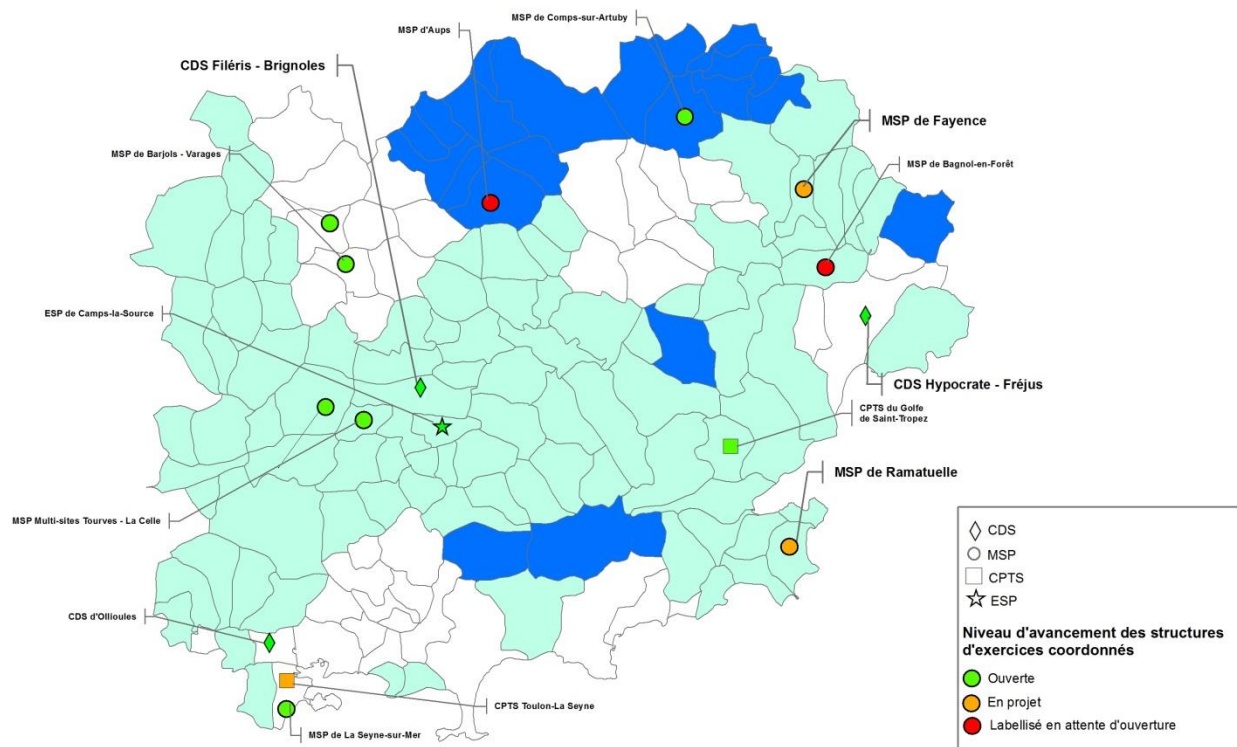 MSP de Comps-sur-Artuby
MSP d'Aups
CDS Filéris - Brignoles
MSP de Fayence
MSP de Barjols - Varages
MSP de Bagnol-en-Forêt
ESP de Camps-la-Source
CDS Hypocrate - Fréjus
CPTS du Golfe
de Saint-Tropez
MSP de Ramatuelle
MSP Multi-sites Tourves - La Celle
CDS d'Ollioules
CPTS Toulon-La Seyne
MSP de La Seyne-sur-Mer
CDS
MSP
CPTS
ESP
Niveau d'avancement des structures
d'exercices coordonnés
Ouverte
En projet
Labellisé en attente d'ouverture